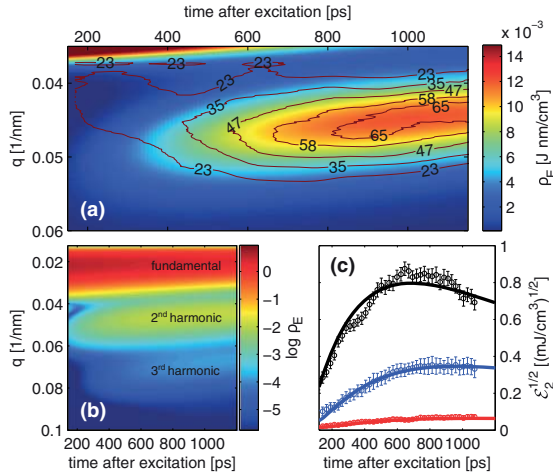 time after excitation [ps]
200 400 600 800 1000
x 10⁻³
0.04
0.05
0.06
q [1/nm]
23 23 23 23 23
35 35
47 47
58 58
65 65
23 23
(a)
14
12
10
8
6
4
2
ρE [J nm/cm³]
0.02
0.04
0.06
0.08
0.1
q [1/nm]
fundamental
2nd harmonic
3rd harmonic
(b)
0
-1
-2
-3
-4
-5
log ρE
200 400 600 800 1000
time after excitation [ps]
(c)
1
0.8
0.6
0.4
0.2
0
ℰ₂^1/2 [(mJ/cm³)^1/2]
200 400 600 800 1000
time after excitation [ps]